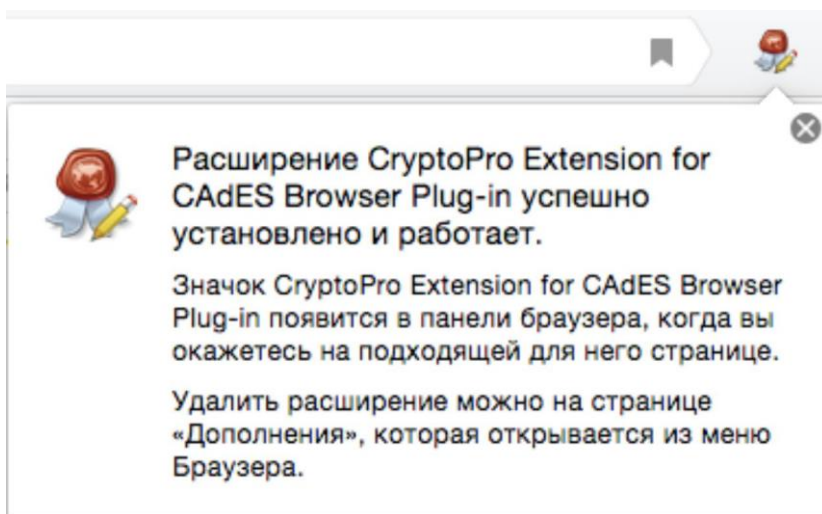 Расширение CryptoPro Extension for
CAdES Browser Plug-in успешно
установлено и работает.
Значок CryptoPro Extension for CAdES Browser
Plug-in появится в панели браузера, когда вы
окажетесь на подходящей для него странице.
Удалить расширение можно на странице
«Дополнения», которая открывается из меню
Браузера.